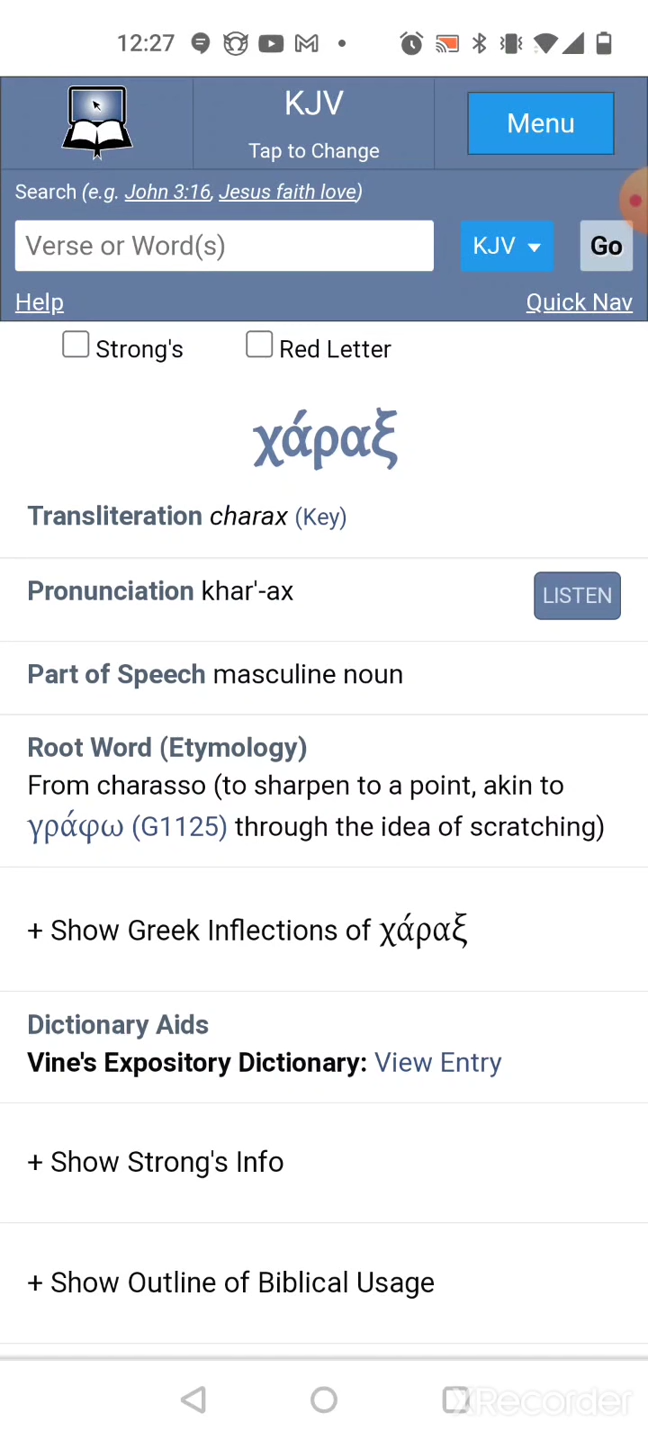 12:27
KJV
Tap to Change
Menu
Search (e.g. John 3:16, Jesus faith love)
Verse or Word(s)
KJV
Go
Help
Quick Nav
Strong's
Red Letter
χάραξ
Transliteration charax (Key)
Pronunciation khar'-ax
LISTEN
Part of Speech masculine noun
Root Word (Etymology)
From charasso (to sharpen to a point, akin to
γράφω (G1125) through the idea of scratching)
+ Show Greek Inflections of χάραξ
Dictionary Aids
Vine's Expository Dictionary: View Entry
+ Show Strong's Info
+ Show Outline of Biblical Usage
XRecorder